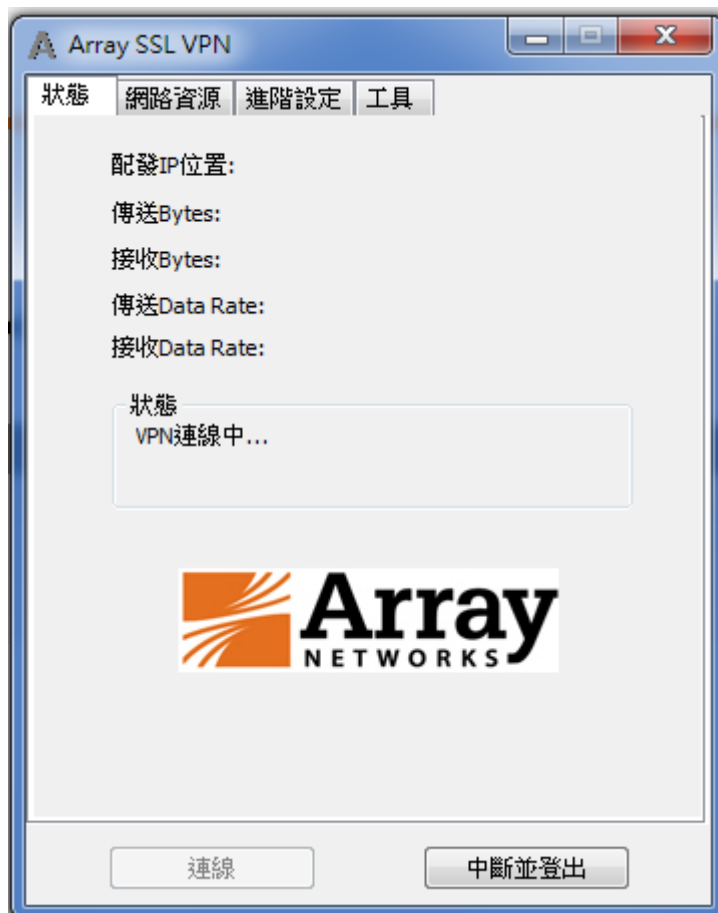 Array SSL VPN
狀態 網路資源 進階設定 工具
配發IP位置:
傳送Bytes:
接收Bytes:
傳送Data Rate:
接收Data Rate:
狀態
VPN連線中...
Array
NETWORKS
連線 中斷並登出